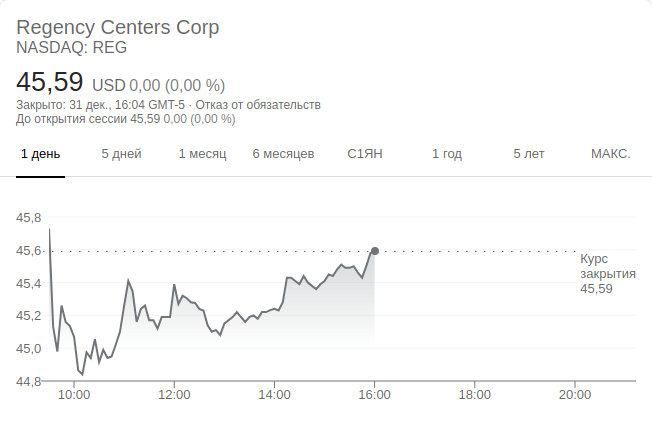 Regency Centers Corp
NASDAQ: REG
45,59 USD 0,00 (0,00 %)
Закрыто: 31 дек., 16:04 GMT-5 · Отказ от обязательств
До открытия сессии 45,59 0,00 (0,00 %)
1 день 5 дней 1 месяц 6 месяцев С1ЯН 1 год 5 лет МАКС.
45,8
45,6
45,4
45,2
45,0
44,8
Курс
закрытия
45,59
10:00 12:00 14:00 16:00 18:00 20:00